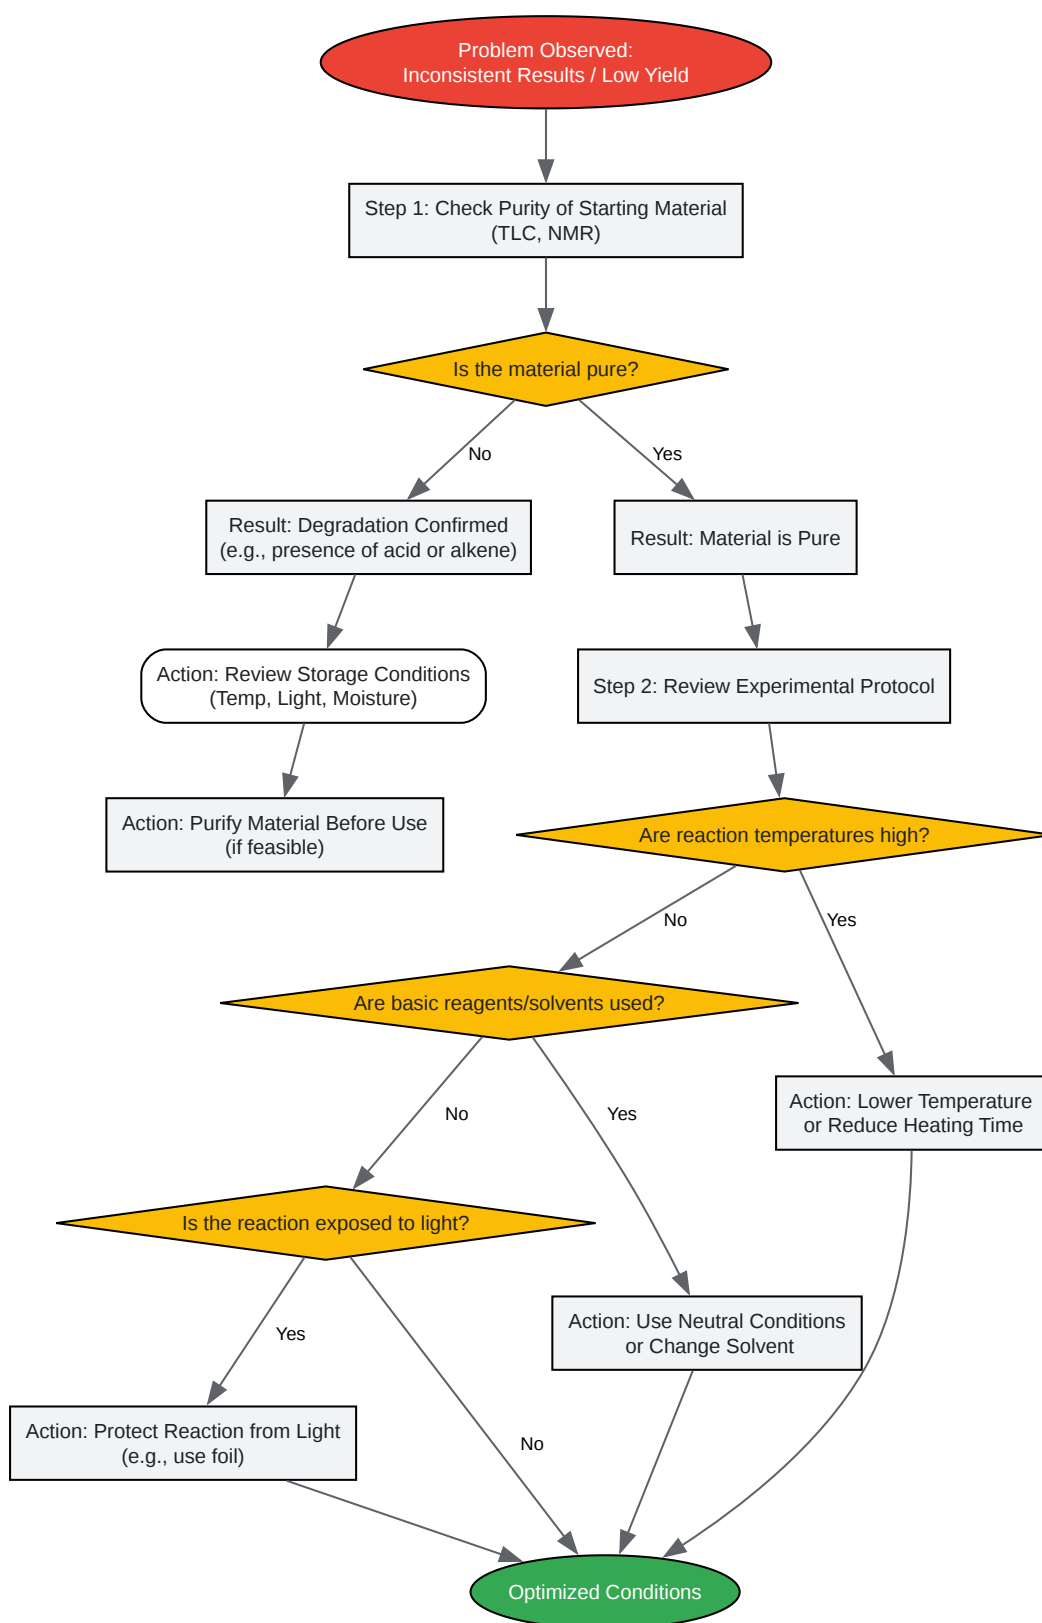 Problem Observed:
Inconsistent Results / Low Yield
Step 1: Check Purity of Starting Material
(TLC, NMR)
Is the material pure?
No
Yes
Result: Degradation Confirmed
(e.g., presence of acid or alkene)
Result: Material is Pure
Action: Review Storage Conditions
(Temp, Light, Moisture)
Step 2: Review Experimental Protocol
Action: Purify Material Before Use
(if feasible)
Are reaction temperatures high?
No
Yes
Are basic reagents/solvents used?
Action: Lower Temperature
or Reduce Heating Time
No
Yes
Is the reaction exposed to light?
Action: Use Neutral Conditions
or Change Solvent
Yes
No
Action: Protect Reaction from Light
(e.g., use foil)
Optimized Conditions